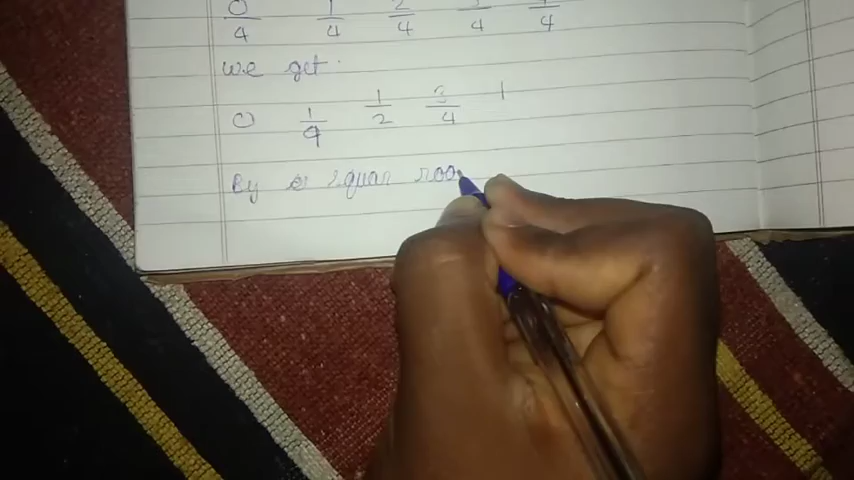 0/4 1/4 2/4 3/4 4/4
we get.
0 1/4 1/2 3/4 1
By squar roo